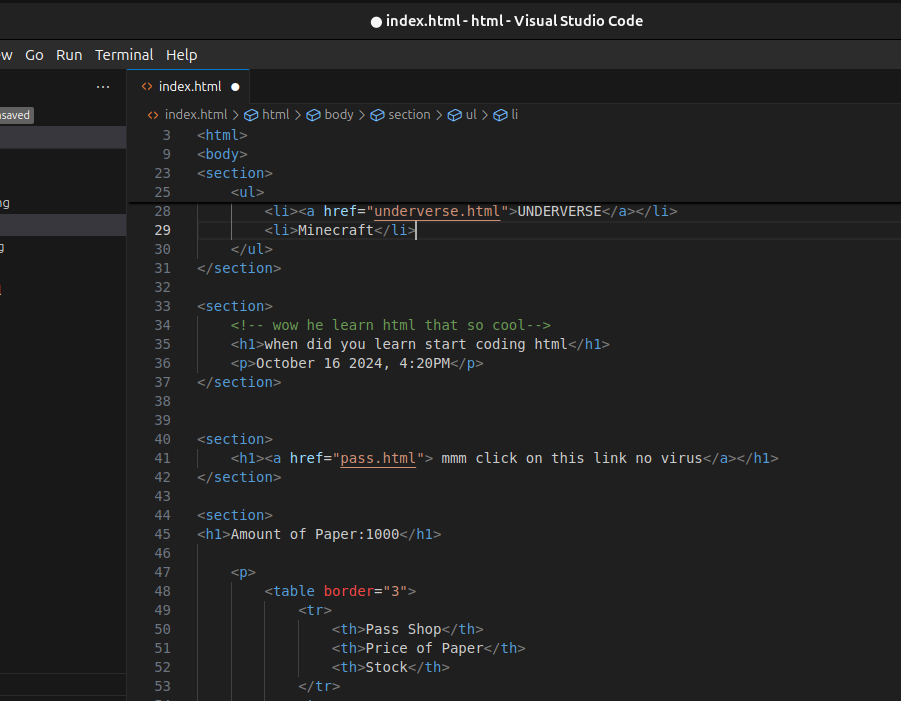 index.html - html - Visual Studio Code
Go Run Terminal Help
index.html
index.html > html > body > section > ul > li
3 <html>
9 <body>
23 <section>
25 <ul>
28 <li><a href="underverse.html">UNDERVERSE</a></li>
29 <li>Minecraft</li>
30 </ul>
31 </section>
32
33 <section>
34 <!-- wow he learn html that so cool-->
35 <h1>when did you learn start coding html</h1>
36 <p>October 16 2024, 4:20PM</p>
37 </section>
38
39
40 <section>
41 <h1><a href="pass.html"> mmm click on this link no virus</a></h1>
42 </section>
43
44 <section>
45 <h1>Amount of Paper:1000</h1>
46
47 <p>
48 <table border="3">
49 <tr>
50 <th>Pass Shop</th>
51 <th>Price of Paper</th>
52 <th>Stock</th>
53 </tr>